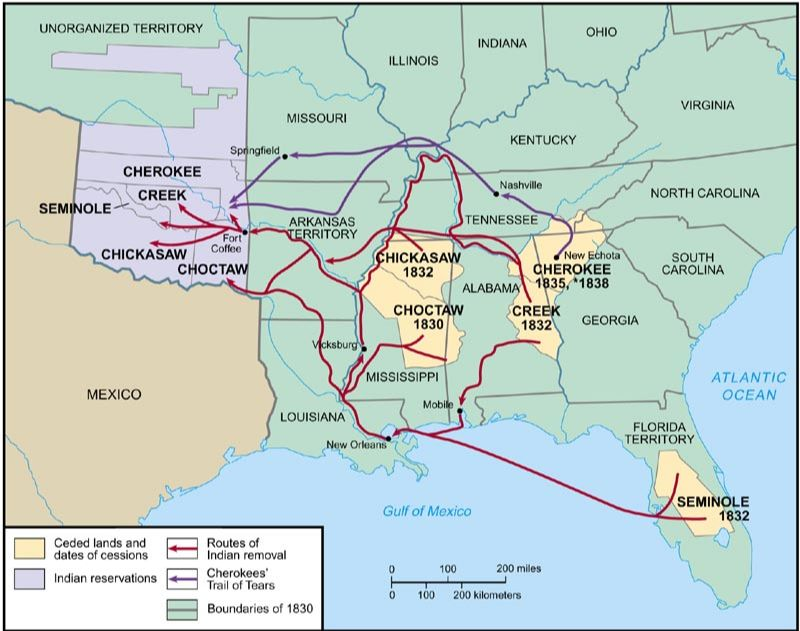 UNORGANIZED TERRITORY
ILLINOIS
INDIANA
OHIO
MISSOURI
KENTUCKY
VIRGINIA
Springfield
CHEROKEE
CREEK
SEMINOLE
Nashville
TENNESSEE
NORTH CAROLINA
ARKANSAS
TERRITORY
Fort
Coffee
CHICKASAW
CHOCTAW
CHICKASAW
1832
New Echota
CHEROKEE
1835, *1838
SOUTH
CAROLINA
ALABAMA
CHOCTAW
1830
CREEK
1832
GEORGIA
Vicksburg
MISSISSIPPI
MEXICO
ATLANTIC
OCEAN
LOUISIANA
Mobile
New Orleans
FLORIDA
TERRITORY
SEMINOLE
1832
Gulf of Mexico
Ceded lands and
dates of cessions
Indian reservations
Routes of
Indian removal
Cherokees'
Trail of Tears
Boundaries of 1830
0 100 200 miles
0 100 200 kilometers